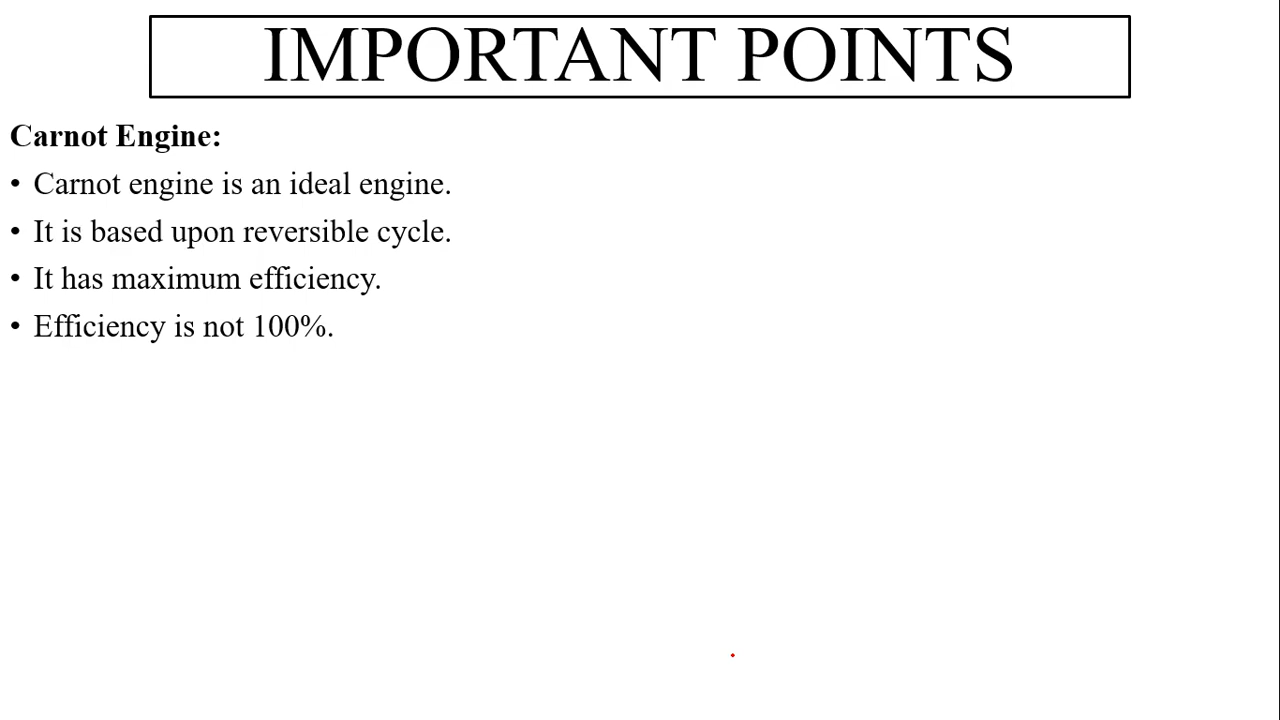 IMPORTANT POINTS
Carnot Engine:
• Carnot engine is an ideal engine.
• It is based upon reversible cycle.
• It has maximum efficiency.
• Efficiency is not 100%.